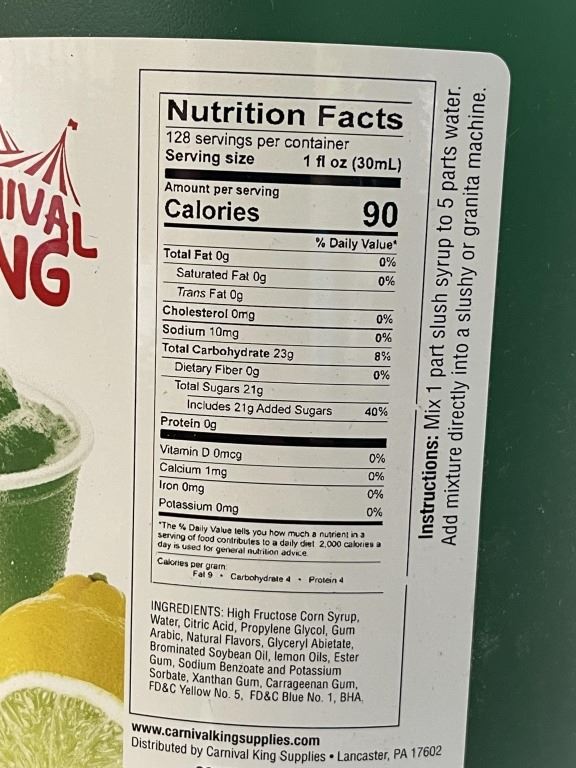 NIVAL
NG
Nutrition Facts
128 servings per container
Serving size 1 fl oz (30mL)
Amount per serving
Calories 90
% Daily Value*
Total Fat 0g 0%
Saturated Fat 0g 0%
Trans Fat 0g
Cholesterol 0mg 0%
Sodium 10mg 0%
Total Carbohydrate 23g 8%
Dietary Fiber 0g 0%
Total Sugars 21g
Includes 21g Added Sugars 40%
Protein 0g
Vitamin D 0mcg 0%
Calcium 1mg 0%
Iron 0mg 0%
Potassium 0mg 0%
*The % Daily Value tells you how much a nutrient in a
serving of food contributes to a daily diet 2,000 calories a
day is used for general nutrition advice.
Calories per gram:
Fat 9 • Carbohydrate 4 • Protein 4
INGREDIENTS: High Fructose Corn Syrup,
Water, Citric Acid, Propylene Glycol, Gum
Arabic, Natural Flavors, Glyceryl Abietate,
Brominated Soybean Oil, lemon Oils, Ester
Gum, Sodium Benzoate and Potassium
Sorbate, Xanthan Gum, Carrageenan Gum,
FD&C Yellow No. 5, FD&C Blue No. 1, BHA.
www.carnivalkingsupplies.com
Distributed by Carnival King Supplies • Lancaster, PA 17602
Instructions: Mix 1 part slush syrup to 5 parts water.
Add mixture directly into a slushy or granita machine.